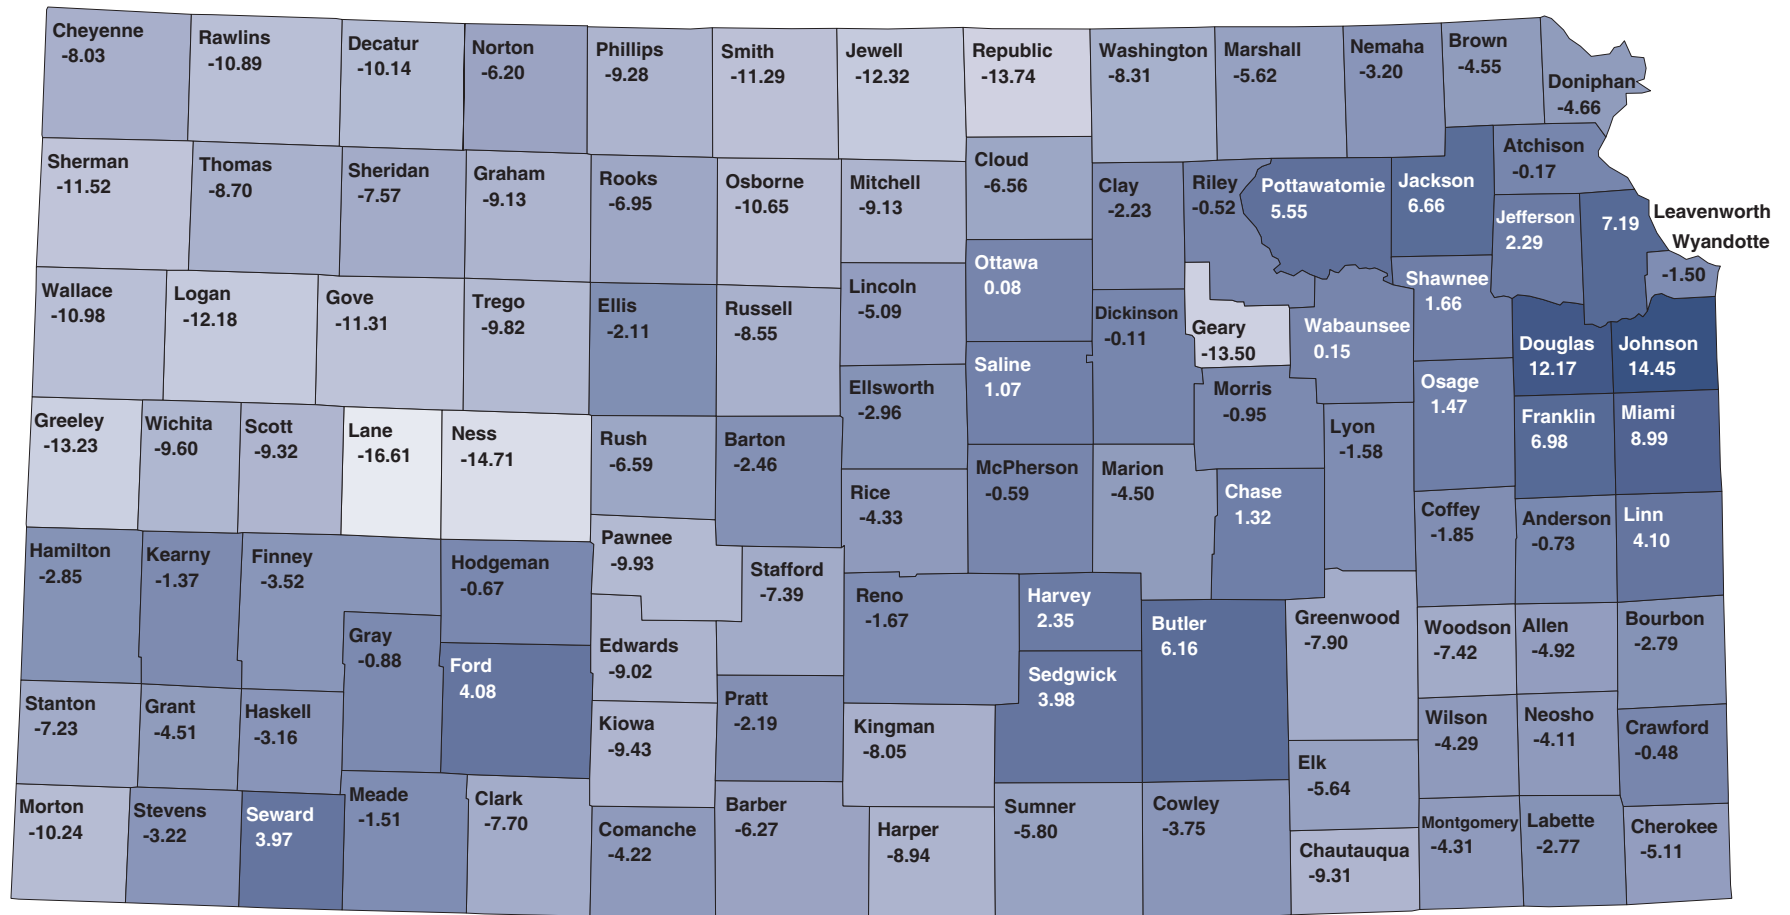 Cheyenne
-8.03
Rawlins
-10.89
Decatur
-10.14
Norton
-6.20
Phillips
-9.28
Smith
-11.29
Jewell
-12.32
Republic
-13.74
Washington
-8.31
Marshall
-5.62
Nemaha
-3.20
Brown
-4.55
Doniphan
-4.66
Sherman
-11.52
Thomas
-8.70
Sheridan
-7.57
Graham
-9.13
Rooks
-6.95
Osborne
-10.65
Mitchell
-9.13
Cloud
-6.56
Clay
-2.23
Riley
-0.52
Pottawatomie
5.55
Jackson
6.66
Atchison
-0.17
Jefferson
2.29
7.19
Leavenworth
Wyandotte
-1.50
Wallace
-10.98
Logan
-12.18
Gove
-11.31
Trego
-9.82
Ellis
-2.11
Russell
-8.55
Lincoln
-5.09
Ottawa
0.08
Dickinson
-0.11
Geary
-13.50
Wabaunsee
0.15
Shawnee
1.66
Douglas
12.17
Johnson
14.45
Saline
1.07
Ellsworth
-2.96
Morris
-0.95
Osage
1.47
Franklin
6.98
Miami
8.99
Greeley
-13.23
Wichita
-9.60
Scott
-9.32
Lane
-16.61
Ness
-14.71
Rush
-6.59
Barton
-2.46
Rice
-4.33
McPherson
-0.59
Marion
-4.50
Chase
1.32
Lyon
-1.58
Coffey
-1.85
Anderson
-0.73
Linn
4.10
Hamilton
-2.85
Kearny
-1.37
Finney
-3.52
Hodgeman
-0.67
Pawnee
-9.93
Stafford
-7.39
Reno
-1.67
Harvey
2.35
Butler
6.16
Greenwood
-7.90
Woodson
-7.42
Allen
-4.92
Bourbon
-2.79
Gray
-0.88
Ford
4.08
Edwards
-9.02
Sedgwick
3.98
Stanton
-7.23
Grant
-4.51
Haskell
-3.16
Kiowa
-9.43
Pratt
-2.19
Kingman
-8.05
Wilson
-4.29
Neosho
-4.11
Crawford
-0.48
Elk
-5.64
Morton
-10.24
Stevens
-3.22
Seward
3.97
Meade
-1.51
Clark
-7.70
Comanche
-4.22
Barber
-6.27
Harper
-8.94
Sumner
-5.80
Cowley
-3.75
Chautauqua
-9.31
Montgomery
-4.31
Labette
-2.77
Cherokee
-5.11